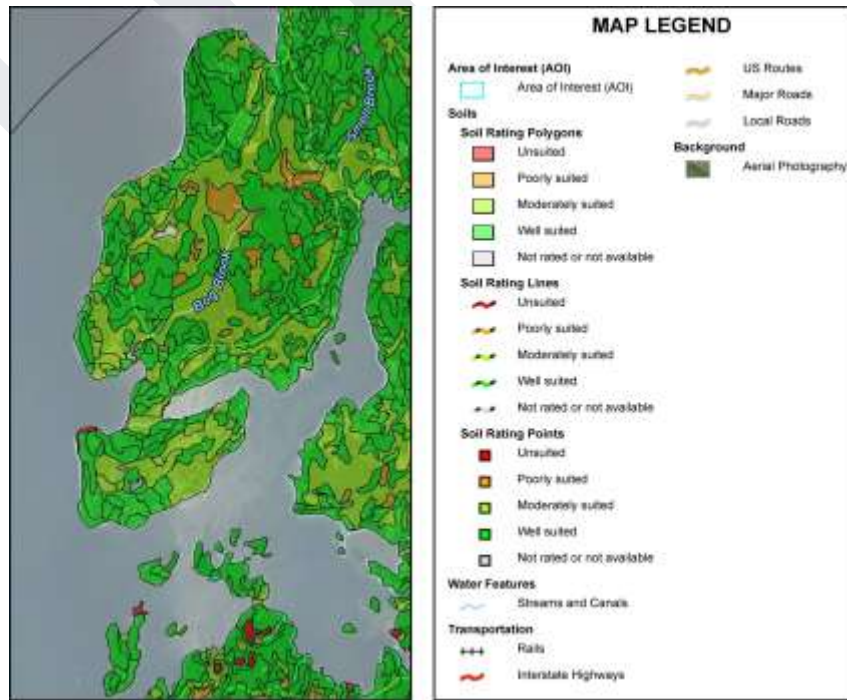 Smelt Brook
Bog Brook
MAP LEGEND
Area of Interest (AOI)
Area of Interest (AOI)
Soils
Soil Rating Polygons
Unsuited
Poorly suited
Moderately suited
Well suited
Not rated or not available
Soil Rating Lines
Unsuited
Poorly suited
Moderately suited
Well suited
Not rated or not available
Soil Rating Points
Unsuited
Poorly suited
Moderately suited
Well suited
Not rated or not available
Water Features
Streams and Canals
Transportation
Rails
Interstate Highways
US Routes
Major Roads
Local Roads
Background
Aerial Photography